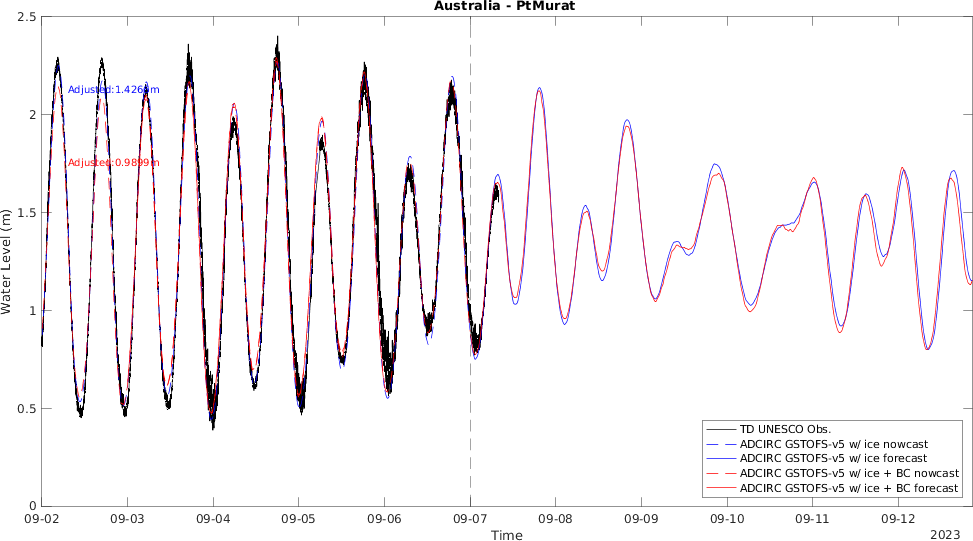 Australia - PtMurat
2.5
2
1.5
1
0.5
0
Water Level (m)
Adjusted:1.4269m
Adjusted:0.9899m
TD UNESCO Obs.
ADCIRC GSTOFS-v5 w/ ice nowcast
ADCIRC GSTOFS-v5 w/ ice forecast
ADCIRC GSTOFS-v5 w/ ice + BC nowcast
ADCIRC GSTOFS-v5 w/ ice + BC forecast
09-02 09-03 09-04 09-05 09-06 09-07 09-08 09-09 09-10 09-11 09-12
Time
2023